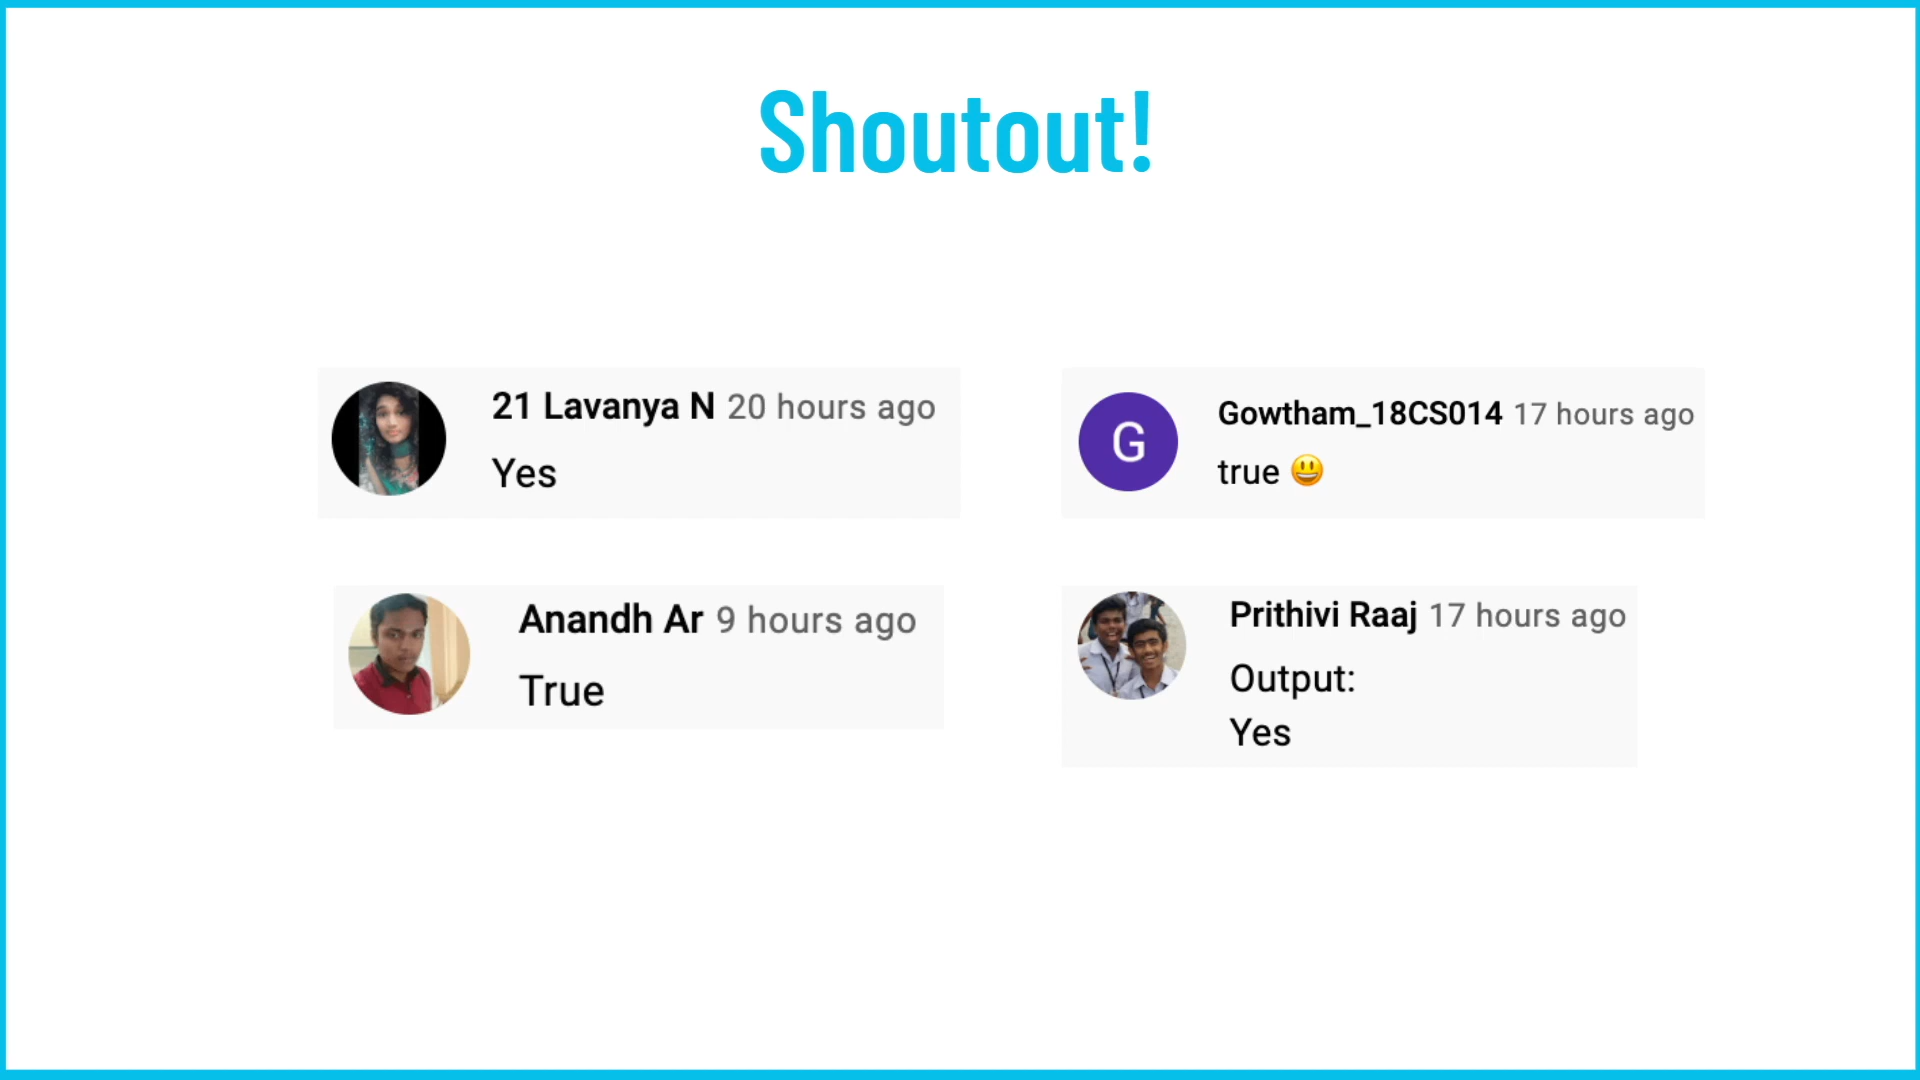 Shoutout!
21 Lavanya N 20 hours ago
Yes
Gowtham_18CS014 17 hours ago
true 😃
G
Anandh Ar 9 hours ago
True
Prithivi Raaj 17 hours ago
Output:
Yes